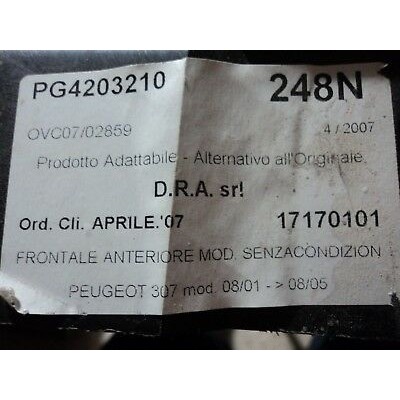 PG4203210 248N
OVC07/02859 4 / 2007
Prodotto Adattabile - Alternativo all'Originale
D.R.A. srl
Ord. Cli. APRILE.'07 17170101
FRONTALE ANTERIORE MOD. SENZACONDIZION
PEUGEOT 307 mod. 08/01 -> 08/05